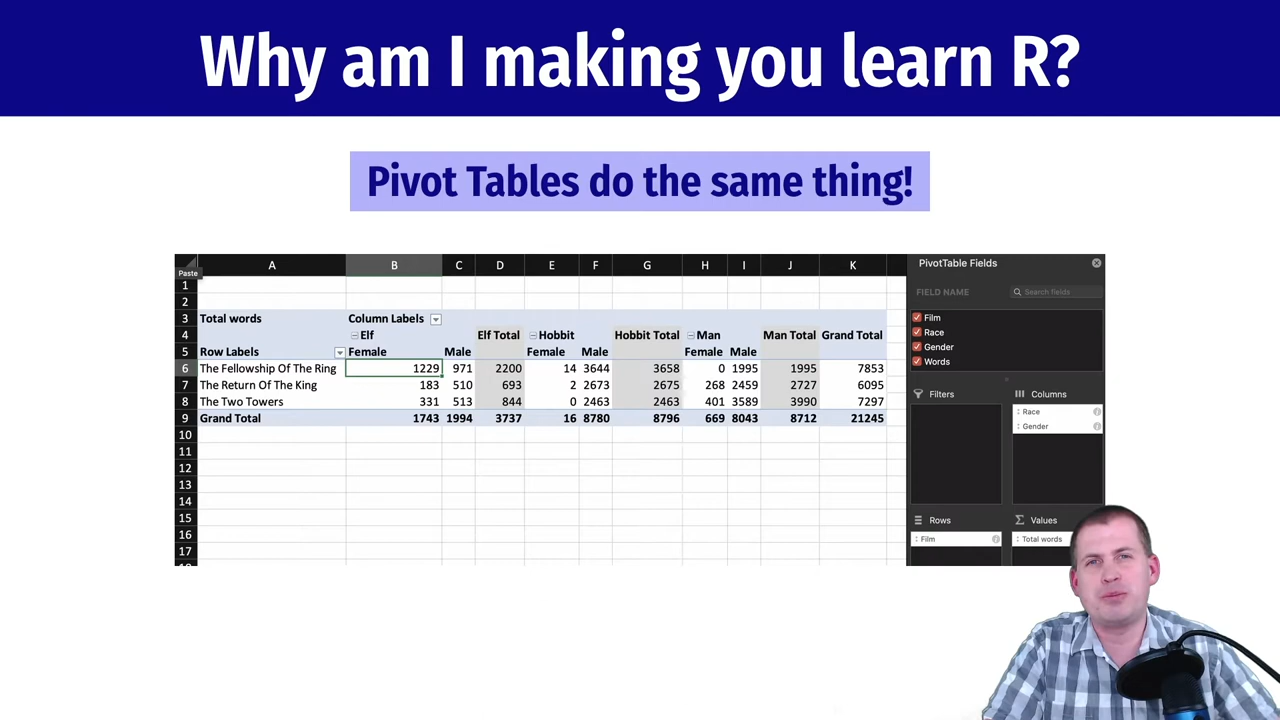 Why am I making you learn R?
Pivot Tables do the same thing!
Paste
A B C D E F G H I J K
1
2
3 Total words Column Labels
4 Elf Elf Total Hobbit Hobbit Total Man Man Total Grand Total
5 Row Labels Female Male Female Male Female Male
6 The Fellowship Of The Ring 1229 971 2200 14 3644 3658 0 1995 1995 7853
7 The Return Of The King 183 510 693 2 2673 2675 268 2459 2727 6095
8 The Two Towers 331 513 844 0 2463 2463 401 3589 3990 7297
9 Grand Total 1743 1994 3737 16 8780 8796 669 8043 8712 21245
10
11
12
13
14
15
16
17
PivotTable Fields
FIELD NAME Search fields
Film
Race
Gender
Words
Filters Columns
Race
Gender
Rows Values
Film Total words